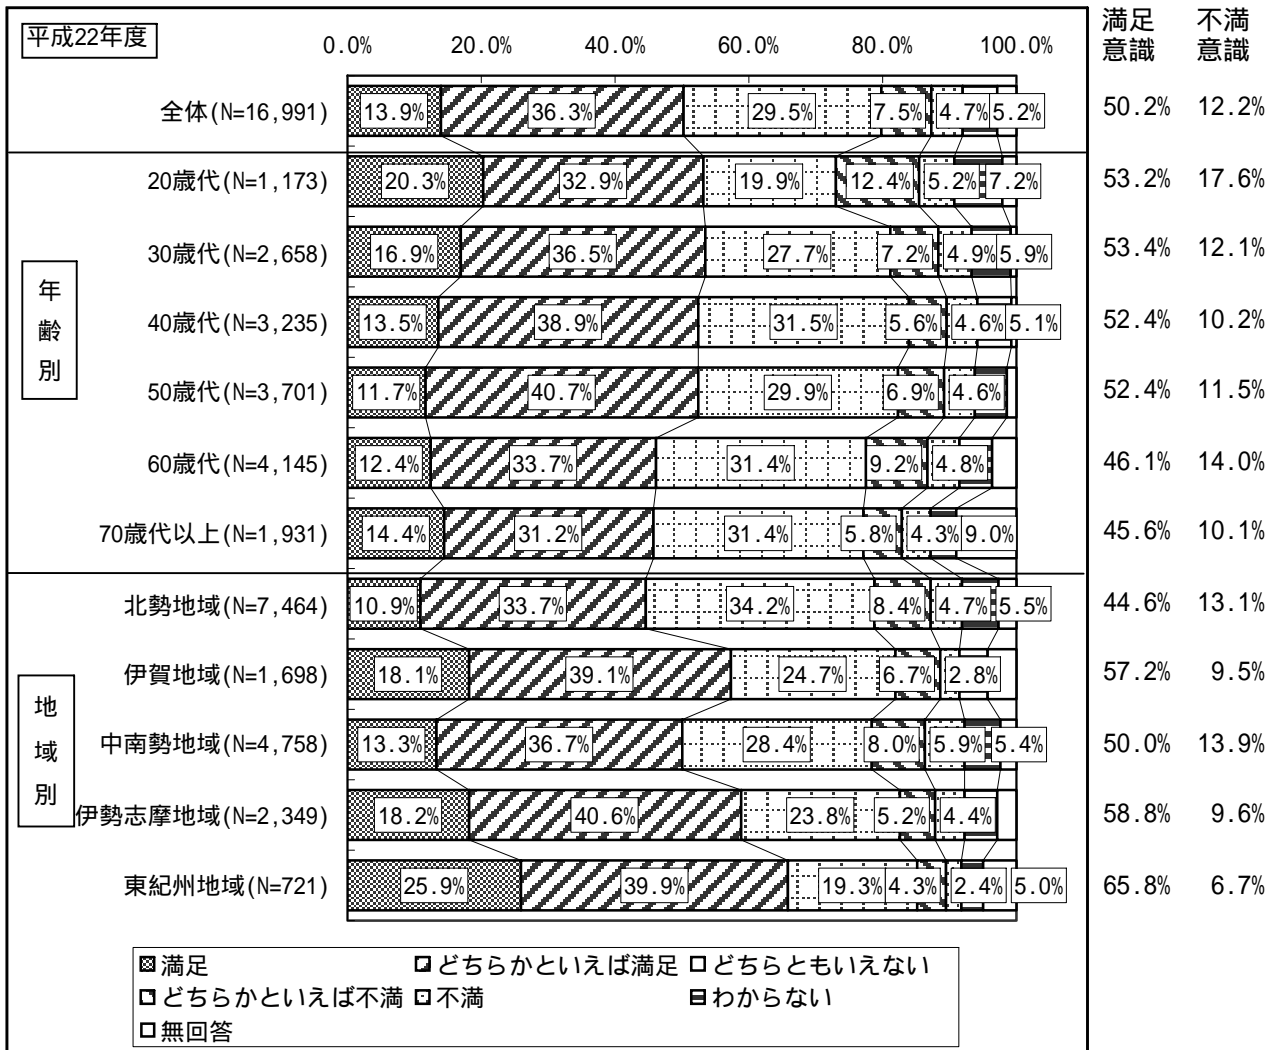 満足 不満
意識 意識
平成22年度
0.0% 20.0% 40.0% 60.0% 80.0% 100.0%
全体(N=16,991) 13.9% 36.3% 29.5% 7.5% 4.7% 5.2% 50.2% 12.2%
年齢別
20歳代(N=1,173) 20.3% 32.9% 19.9% 12.4% 5.2% 7.2% 53.2% 17.6%
30歳代(N=2,658) 16.9% 36.5% 27.7% 7.2% 4.9% 5.9% 53.4% 12.1%
40歳代(N=3,235) 13.5% 38.9% 31.5% 5.6% 4.6% 5.1% 52.4% 10.2%
50歳代(N=3,701) 11.7% 40.7% 29.9% 6.9% 4.6% 52.4% 11.5%
60歳代(N=4,145) 12.4% 33.7% 31.4% 9.2% 4.8% 46.1% 14.0%
70歳代以上(N=1,931) 14.4% 31.2% 31.4% 5.8% 4.3% 9.0% 45.6% 10.1%
地域別
北勢地域(N=7,464) 10.9% 33.7% 34.2% 8.4% 4.7% 5.5% 44.6% 13.1%
伊賀地域(N=1,698) 18.1% 39.1% 24.7% 6.7% 2.8% 57.2% 9.5%
中南勢地域(N=4,758) 13.3% 36.7% 28.4% 8.0% 5.9% 5.4% 50.0% 13.9%
伊勢志摩地域(N=2,349) 18.2% 40.6% 23.8% 5.2% 4.4% 58.8% 9.6%
東紀州地域(N=721) 25.9% 39.9% 19.3% 4.3% 2.4% 5.0% 65.8% 6.7%
満足 どちらかといえば満足 どちらともいえない
どちらかといえば不満 不満 わからない
無回答